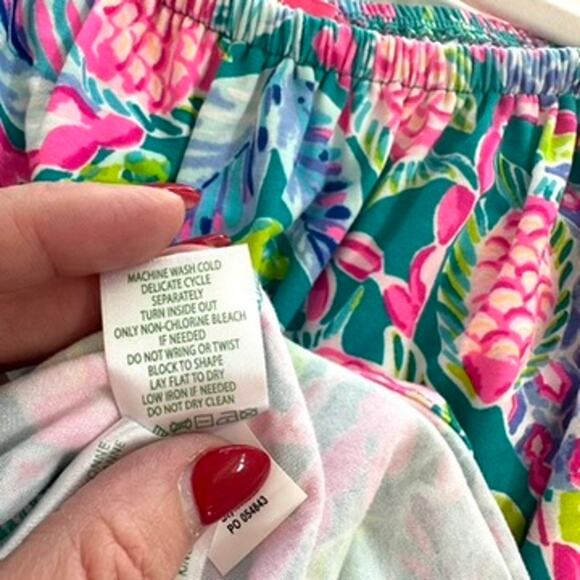 MACHINE WASH COLD
DELICATE CYCLE
SEPARATELY
TURN INSIDE OUT
ONLY NON-CHLORINE BLEACH
IF NEEDED
DO NOT WRING OR TWIST
BLOCK TO SHAPE
LAY FLAT TO DRY
LOW IRON IF NEEDED
DO NOT DRY CLEAN
PO 054843